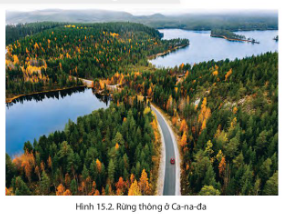 Hình 15.2. Rừng thông ở Ca-na-đa